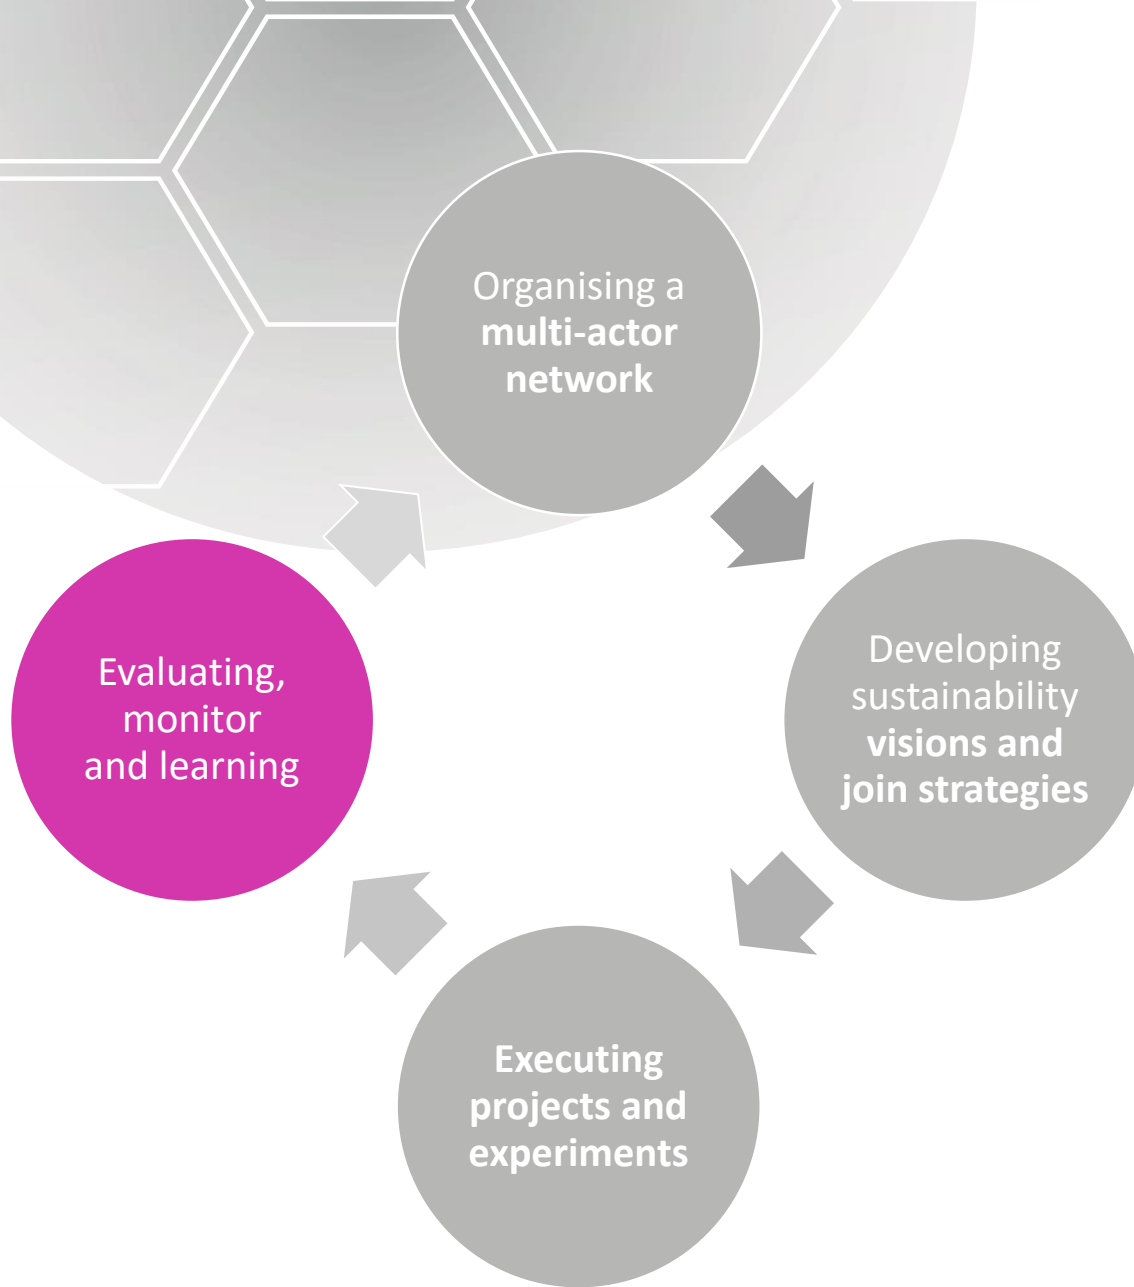 Organising a
multi-actor
network
Developing
sustainability
visions and
join strategies
Executing
projects and
experiments
Evaluating,
monitor
and learning